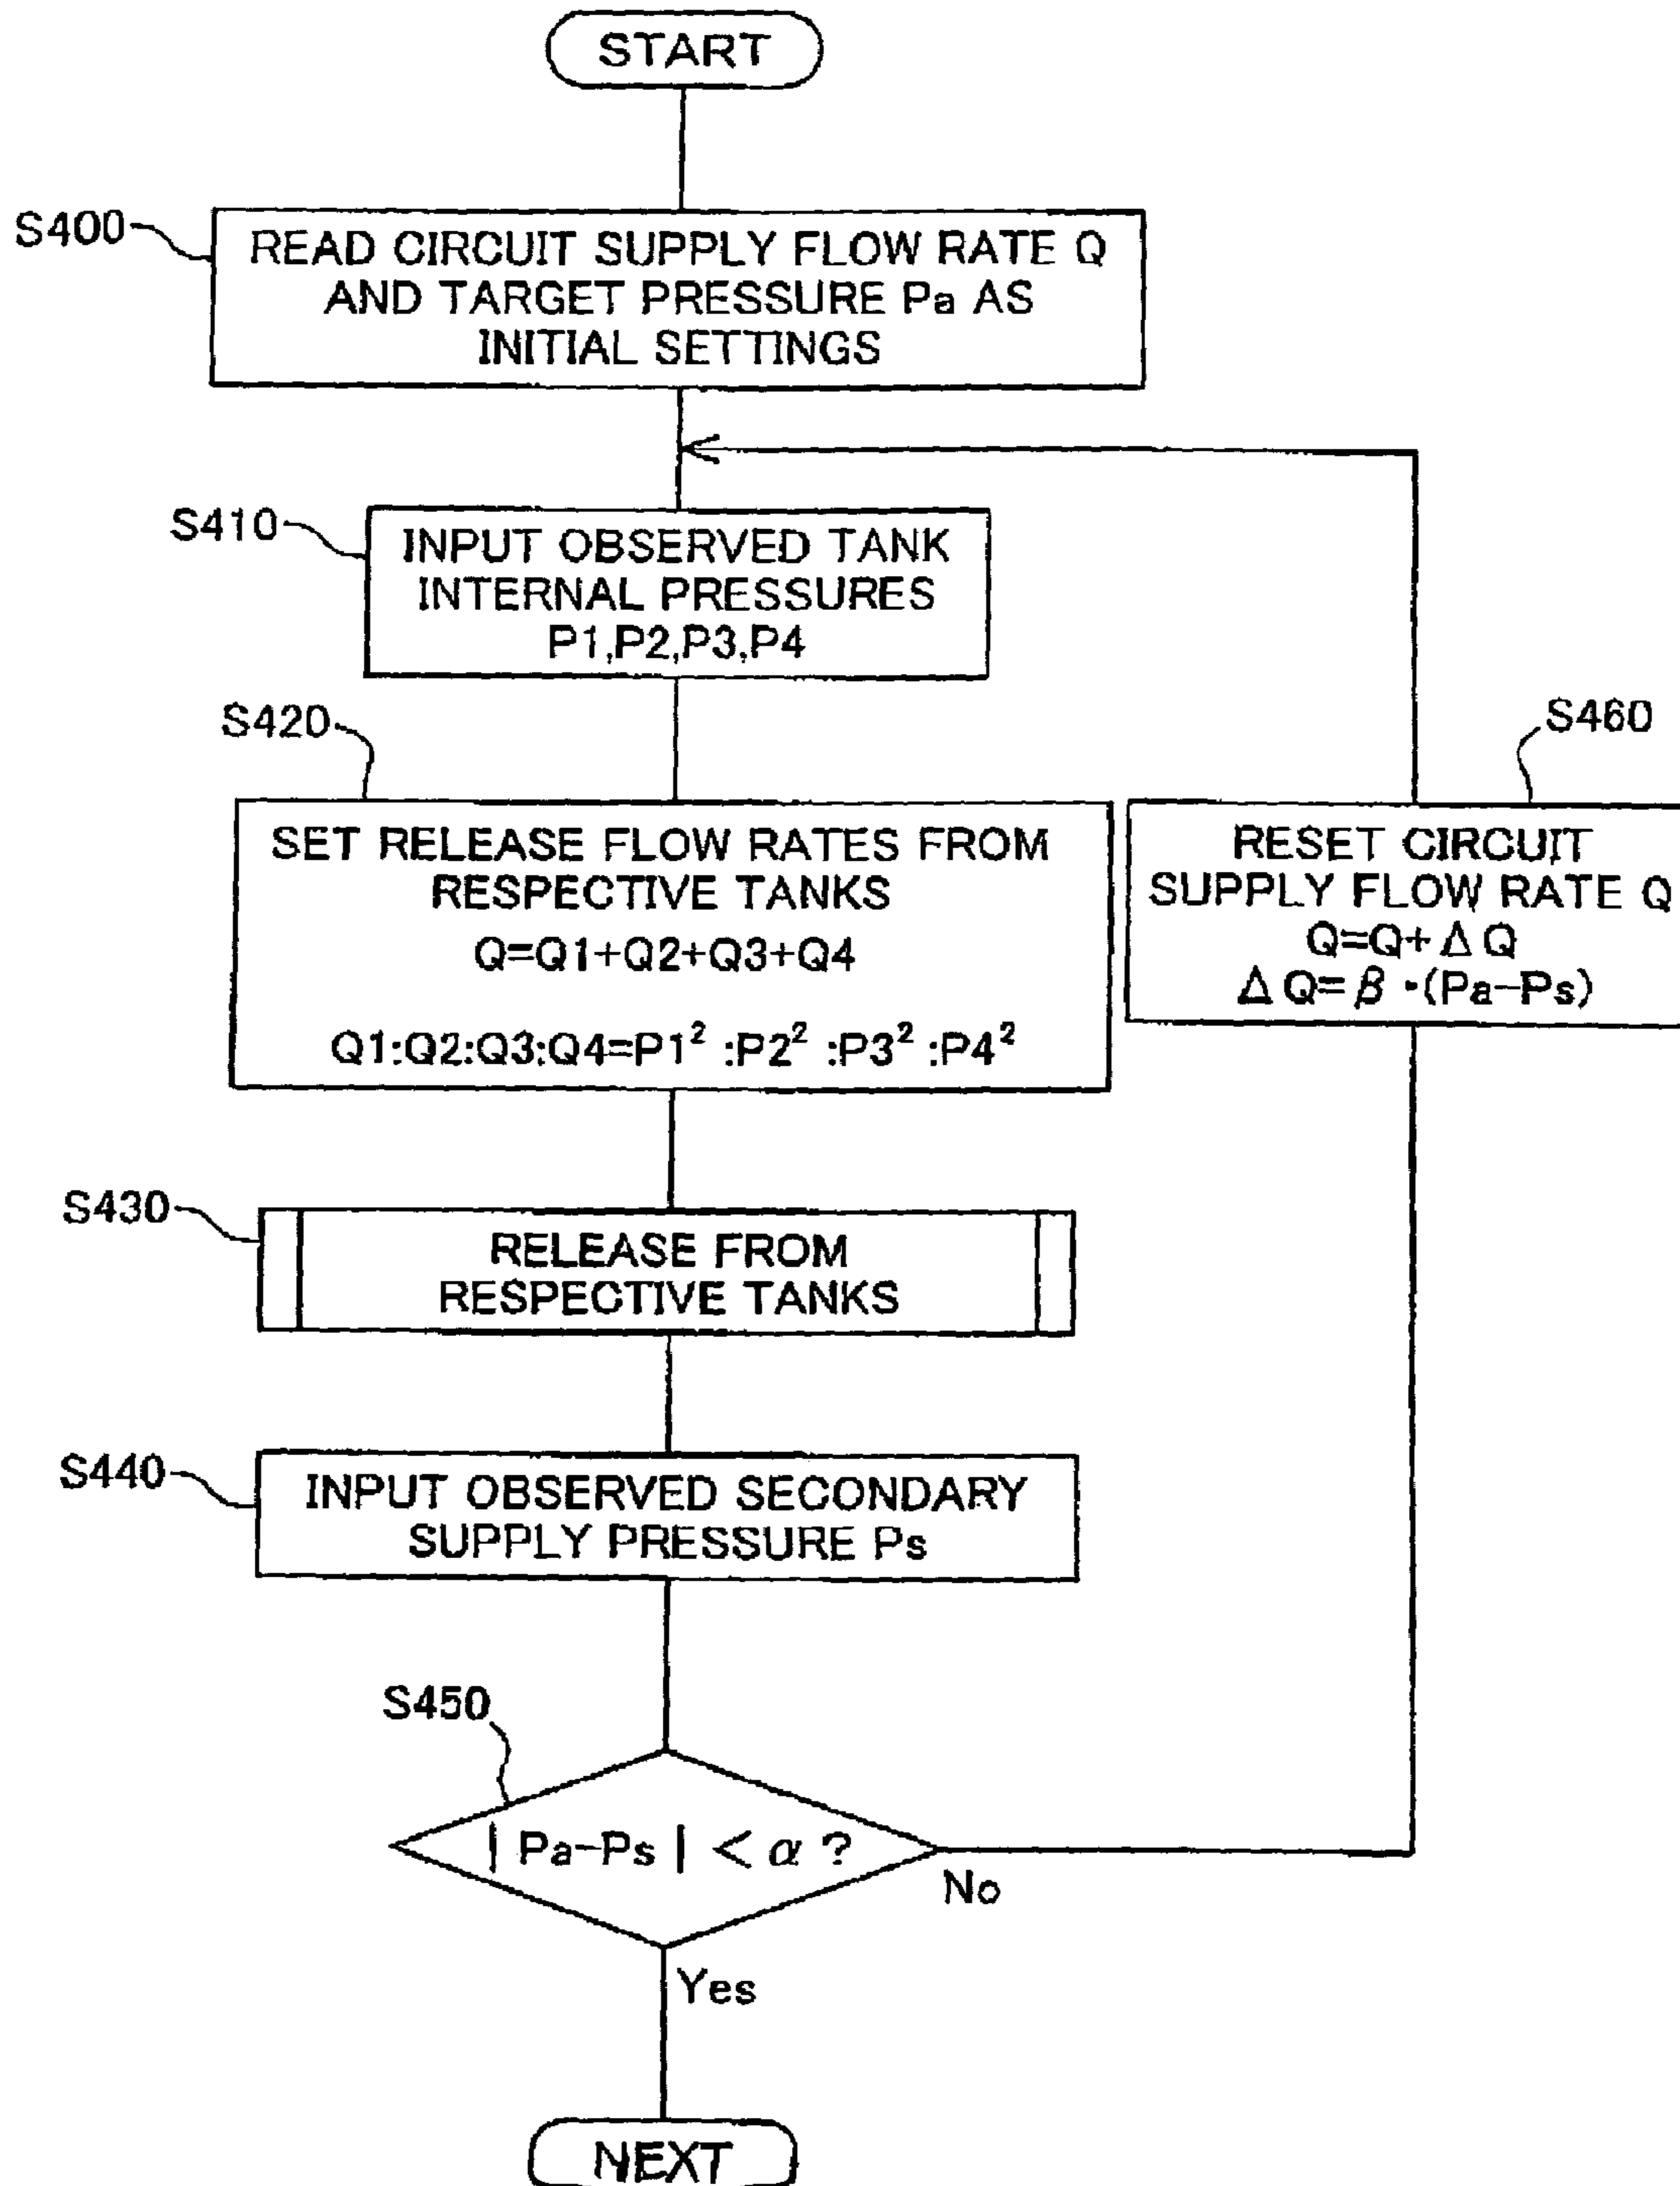 START
S400
READ CIRCUIT SUPPLY FLOW RATE Q
AND TARGET PRESSURE Pa AS
INITIAL SETTINGS
S410
INPUT OBSERVED TANK
INTERNAL PRESSURES
P1,P2,P3,P4
S420
SET RELEASE FLOW RATES FROM
RESPECTIVE TANKS
Q=Q1+Q2+Q3+Q4
Q1:Q2:Q3:Q4=P1² :P2² :P3² :P4²
S460
RESET CIRCUIT
SUPPLY FLOW RATE Q
Q=Q+ΔQ
ΔQ=β・(Pa-Ps)
S430
RELEASE FROM
RESPECTIVE TANKS
S440
INPUT OBSERVED SECONDARY
SUPPLY PRESSURE Ps
S450
| Pa-Ps | < α ?
No
Yes
NEXT